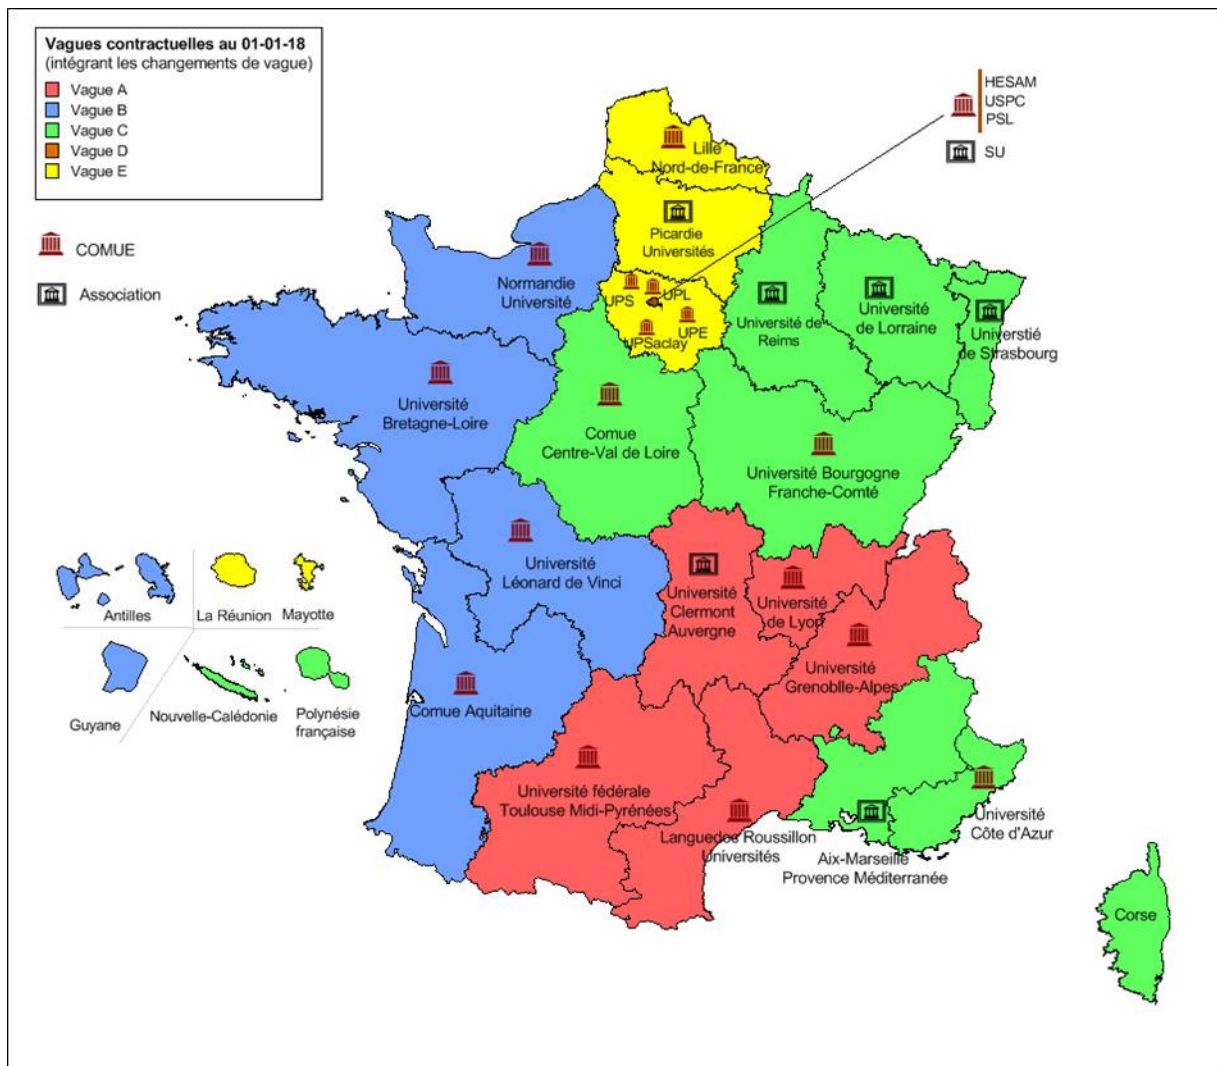 Vagues contractuelles au 01-01-18
(intégrant les changements de vague)
Vague A
Vague B
Vague C
Vague D
Vague E
COMUE
Association
HESAM
USPC
PSL
SU
Lille
Nord-de-France
Picardie
Universités
UPS
UPL
UPE
UPSaclay
Normandie
Université
Université de
Reims
Université
de Lorraine
Universtié
de Strasbourg
Université
Bretagne-Loire
Comue
Centre-Val de Loire
Université Bourgogne
Franche-Comté
Université
Léonard de Vinci
Université
Clermont
Auvergne
Université
de Lyon
Université
Grenoblle-Alpes
Comue Aquitaine
Université fédérale
Toulouse Midi-Pyrénées
Languedos Roussillon
Universités
Aix-Marseille
Provence Méditerranée
Université
Côte d'Azur
Corse
Antilles
La Réunion
Mayotte
Guyane
Nouvelle-Calédonie
Polynésie
française